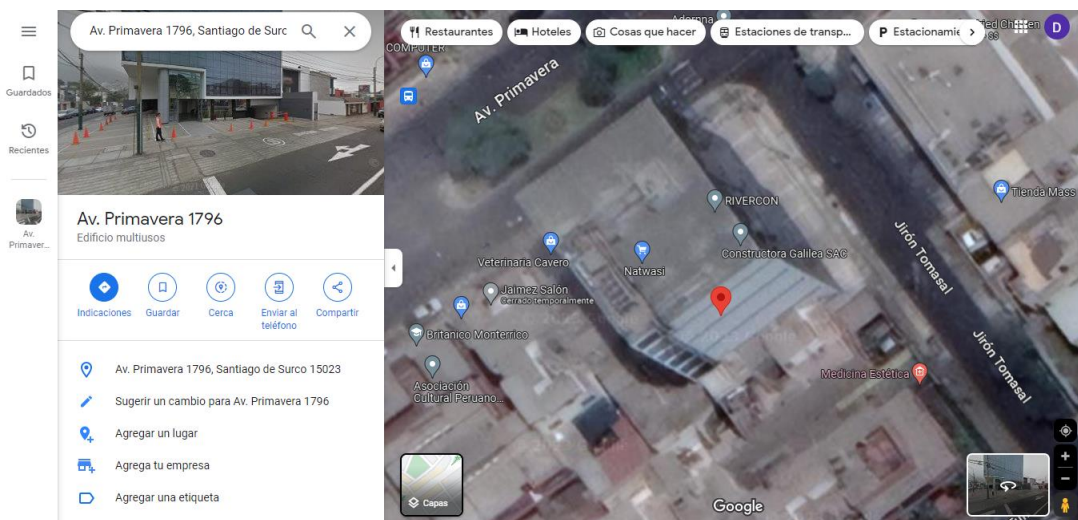 Av. Primavera 1796, Santiago de Surc
Guardados
Recientes
Av.
Primaver...
Av. Primavera 1796
Edificio multiusos
Indicaciones
Guardar
Cerca
Enviar al
teléfono
Compartir
Av. Primavera 1796, Santiago de Surco 15023
Sugerir un cambio para Av. Primavera 1796
Agregar un lugar
Agrega tu empresa
Agregar una etiqueta
Restaurantes
Hoteles
Cosas que hacer
Estaciones de transp...
P Estacionamie
D
COMPUTER
Av. Primavera
Tienda Mass
RIVERCON
Constructora Galilea SAC
Jirón Tomasal
Veterinaria Cavero
Natwasi
Jaimez Salón
Cerrado temporalmente
Britanico Monterrico
Asociación
Cultural Peruano...
Medicina Estética
Jirón Tomasal
Capas
Google